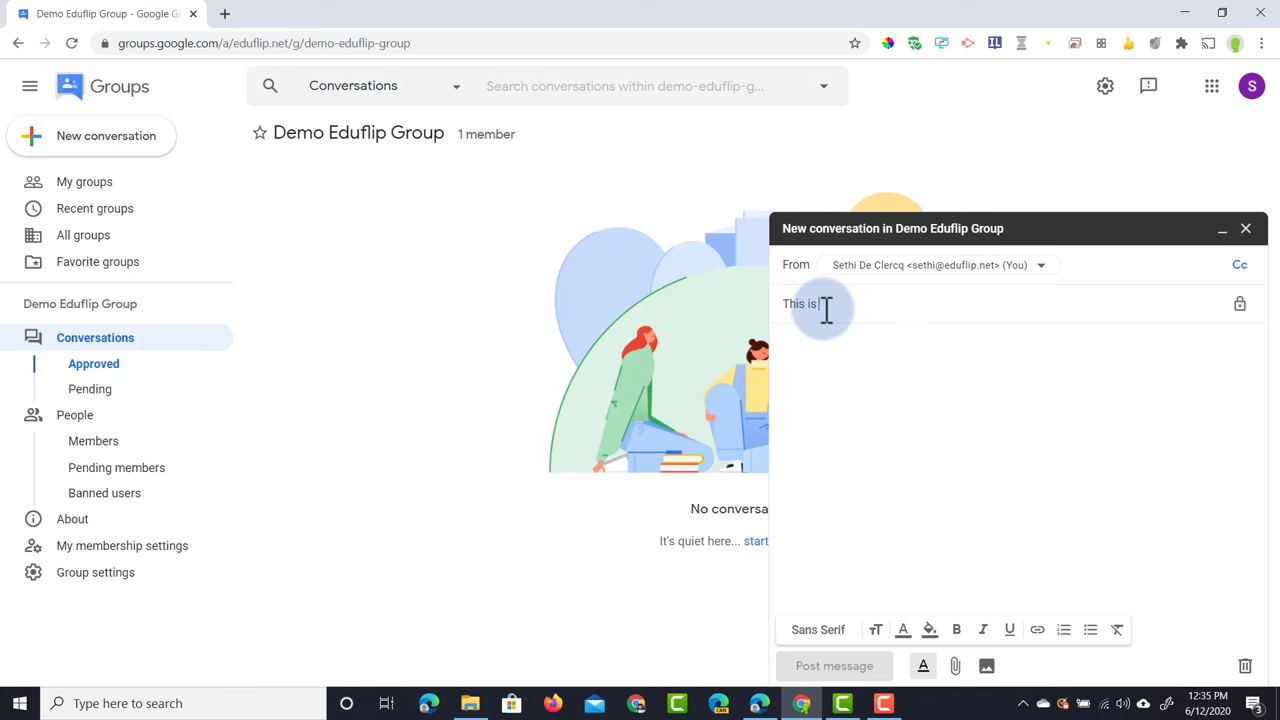 Demo Eduflip Group - Google G
groups.google.com/a/eduflip.net/g/demo-eduflip-group
Groups
Conversations
Search conversations within demo-eduflip-g...
S
New conversation
Demo Eduflip Group 1 member
My groups
Recent groups
All groups
Favorite groups
Demo Eduflip Group
Conversations
Approved
Pending
People
Members
Pending members
Banned users
About
My membership settings
Group settings
No conversa
It's quiet here... start
New conversation in Demo Eduflip Group
From Sethi De Clercq <sethi@eduflip.net> (You) Cc
This is
Sans Serif
Post message
Type here to search
12:35 PM
6/12/2020